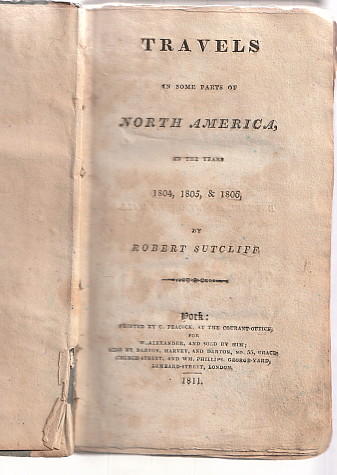 TRAVELS
IN SOME PARTS OF
NORTH AMERICA,
IN THE YEARS
1804, 1805, & 1806,
BY
ROBERT SUTCLIFF.
York:
PRINTED BY C. PEACOCK, AT THE COURANT-OFFICE,
FOR
W. ALEXANDER, AND SOLD BY HIM;
SOLD BY DARTON, HARVEY, AND DARTON, NO. 55, GRACE-
CHURCH-STREET, AND WM. PHILLIPS, GEORGE-YARD,
LOMBARD-STREET, LONDON.
1811.